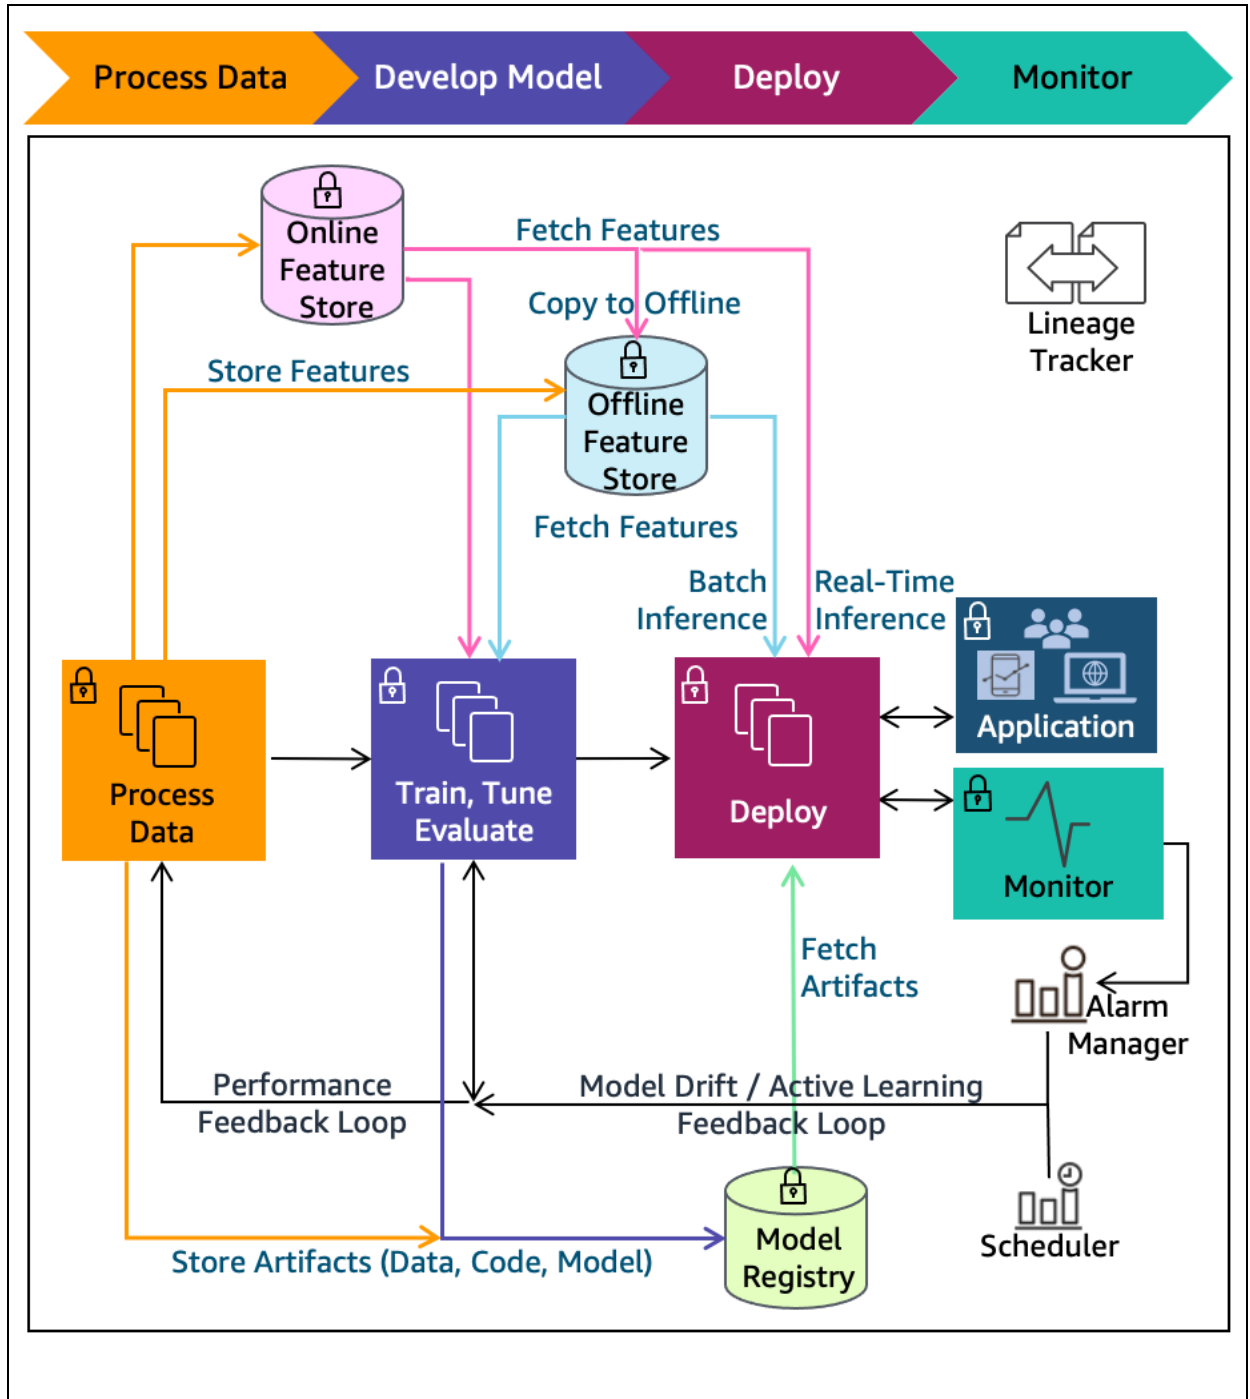 Process Data
Develop Model
Deploy
Monitor
Online
Feature
Store
Fetch Features
Copy to Offline
Lineage
Tracker
Store Features
Offline
Feature
Store
Fetch Features
Batch
Inference
Real-Time
Inference
Application
Process
Data
Train, Tune
Evaluate
Deploy
Monitor
Fetch
Artifacts
Alarm
Manager
Performance
Feedback Loop
Model Drift / Active Learning
Feedback Loop
Store Artifacts (Data, Code, Model)
Model
Registry
Scheduler